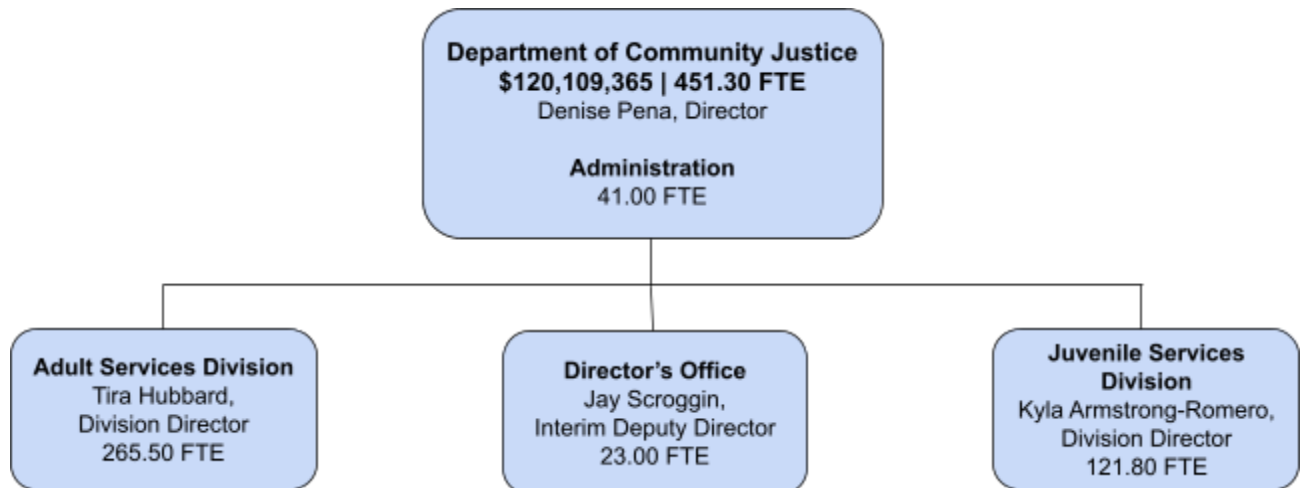 Department of Community Justice
$120,109,365 | 451.30 FTE
Denise Pena, Director
Administration
41.00 FTE
Adult Services Division
Tira Hubbard,
Division Director
265.50 FTE
Director’s Office
Jay Scroggin,
Interim Deputy Director
23.00 FTE
Juvenile Services
Division
Kyla Armstrong-Romero,
Division Director
121.80 FTE